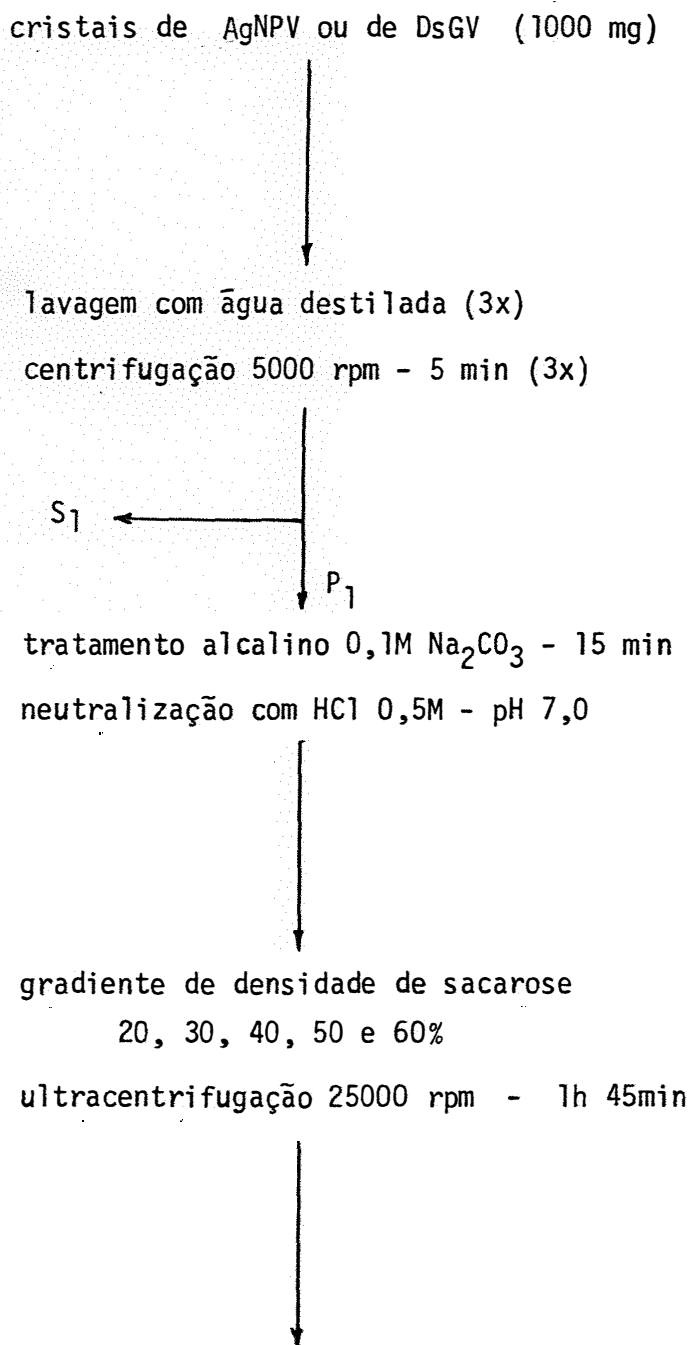 cristais de AgNPV ou de DsGV (1000 mg)
lavagem com água destilada (3x)
centrifugação 5000 rpm - 5 min (3x)
S1
P1
tratamento alcalino 0,1M Na2CO3 - 15 min
neutralização com HCl 0,5M - pH 7,0
gradiente de densidade de sacarose
20, 30, 40, 50 e 60%
ultracentrifugação 25000 rpm - 1h 45min